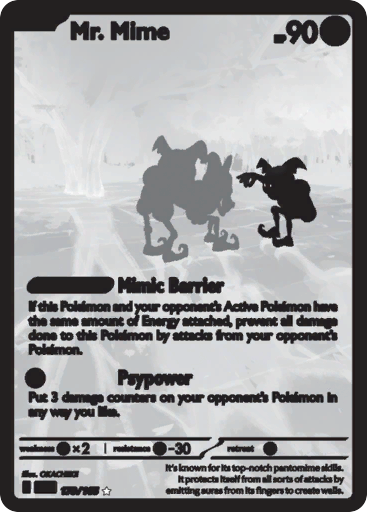 Mr. Mime
HP 90
Mimic Barrier
If this Pokémon and your opponent's Active Pokémon have
the same amount of Energy attached, prevent all damage
done to this Pokémon by attacks from your opponent's
Pokémon.
Psypower
Put 3 damage counters on your opponent's Pokémon in
any way you like.
weakness ×2 resistance -30 retreat
Illus. OKACHEKE
It's known for its top-notch pantomime skills.
It protects itself from all sorts of attacks by
emitting auras from its fingers to create walls.